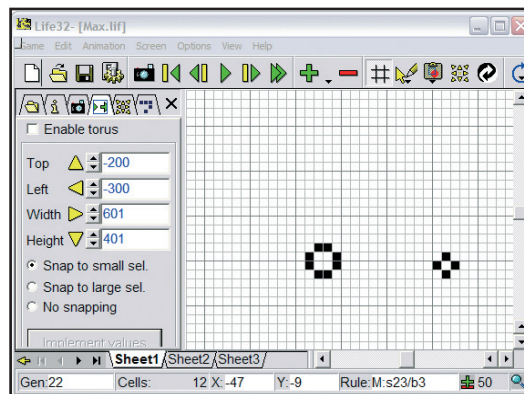 Life32- [Max.lif]
Game Edit Animation Screen Options View Help
Enable torus
Top -200
Left -300
Width 601
Height 401
Snap to small sel.
Snap to large sel.
No snapping
Implement values
Sheet1 Sheet2 Sheet3
Gen:22 Cells: 12 X:-47 Y:-9 Rule:M:s23/b3 50